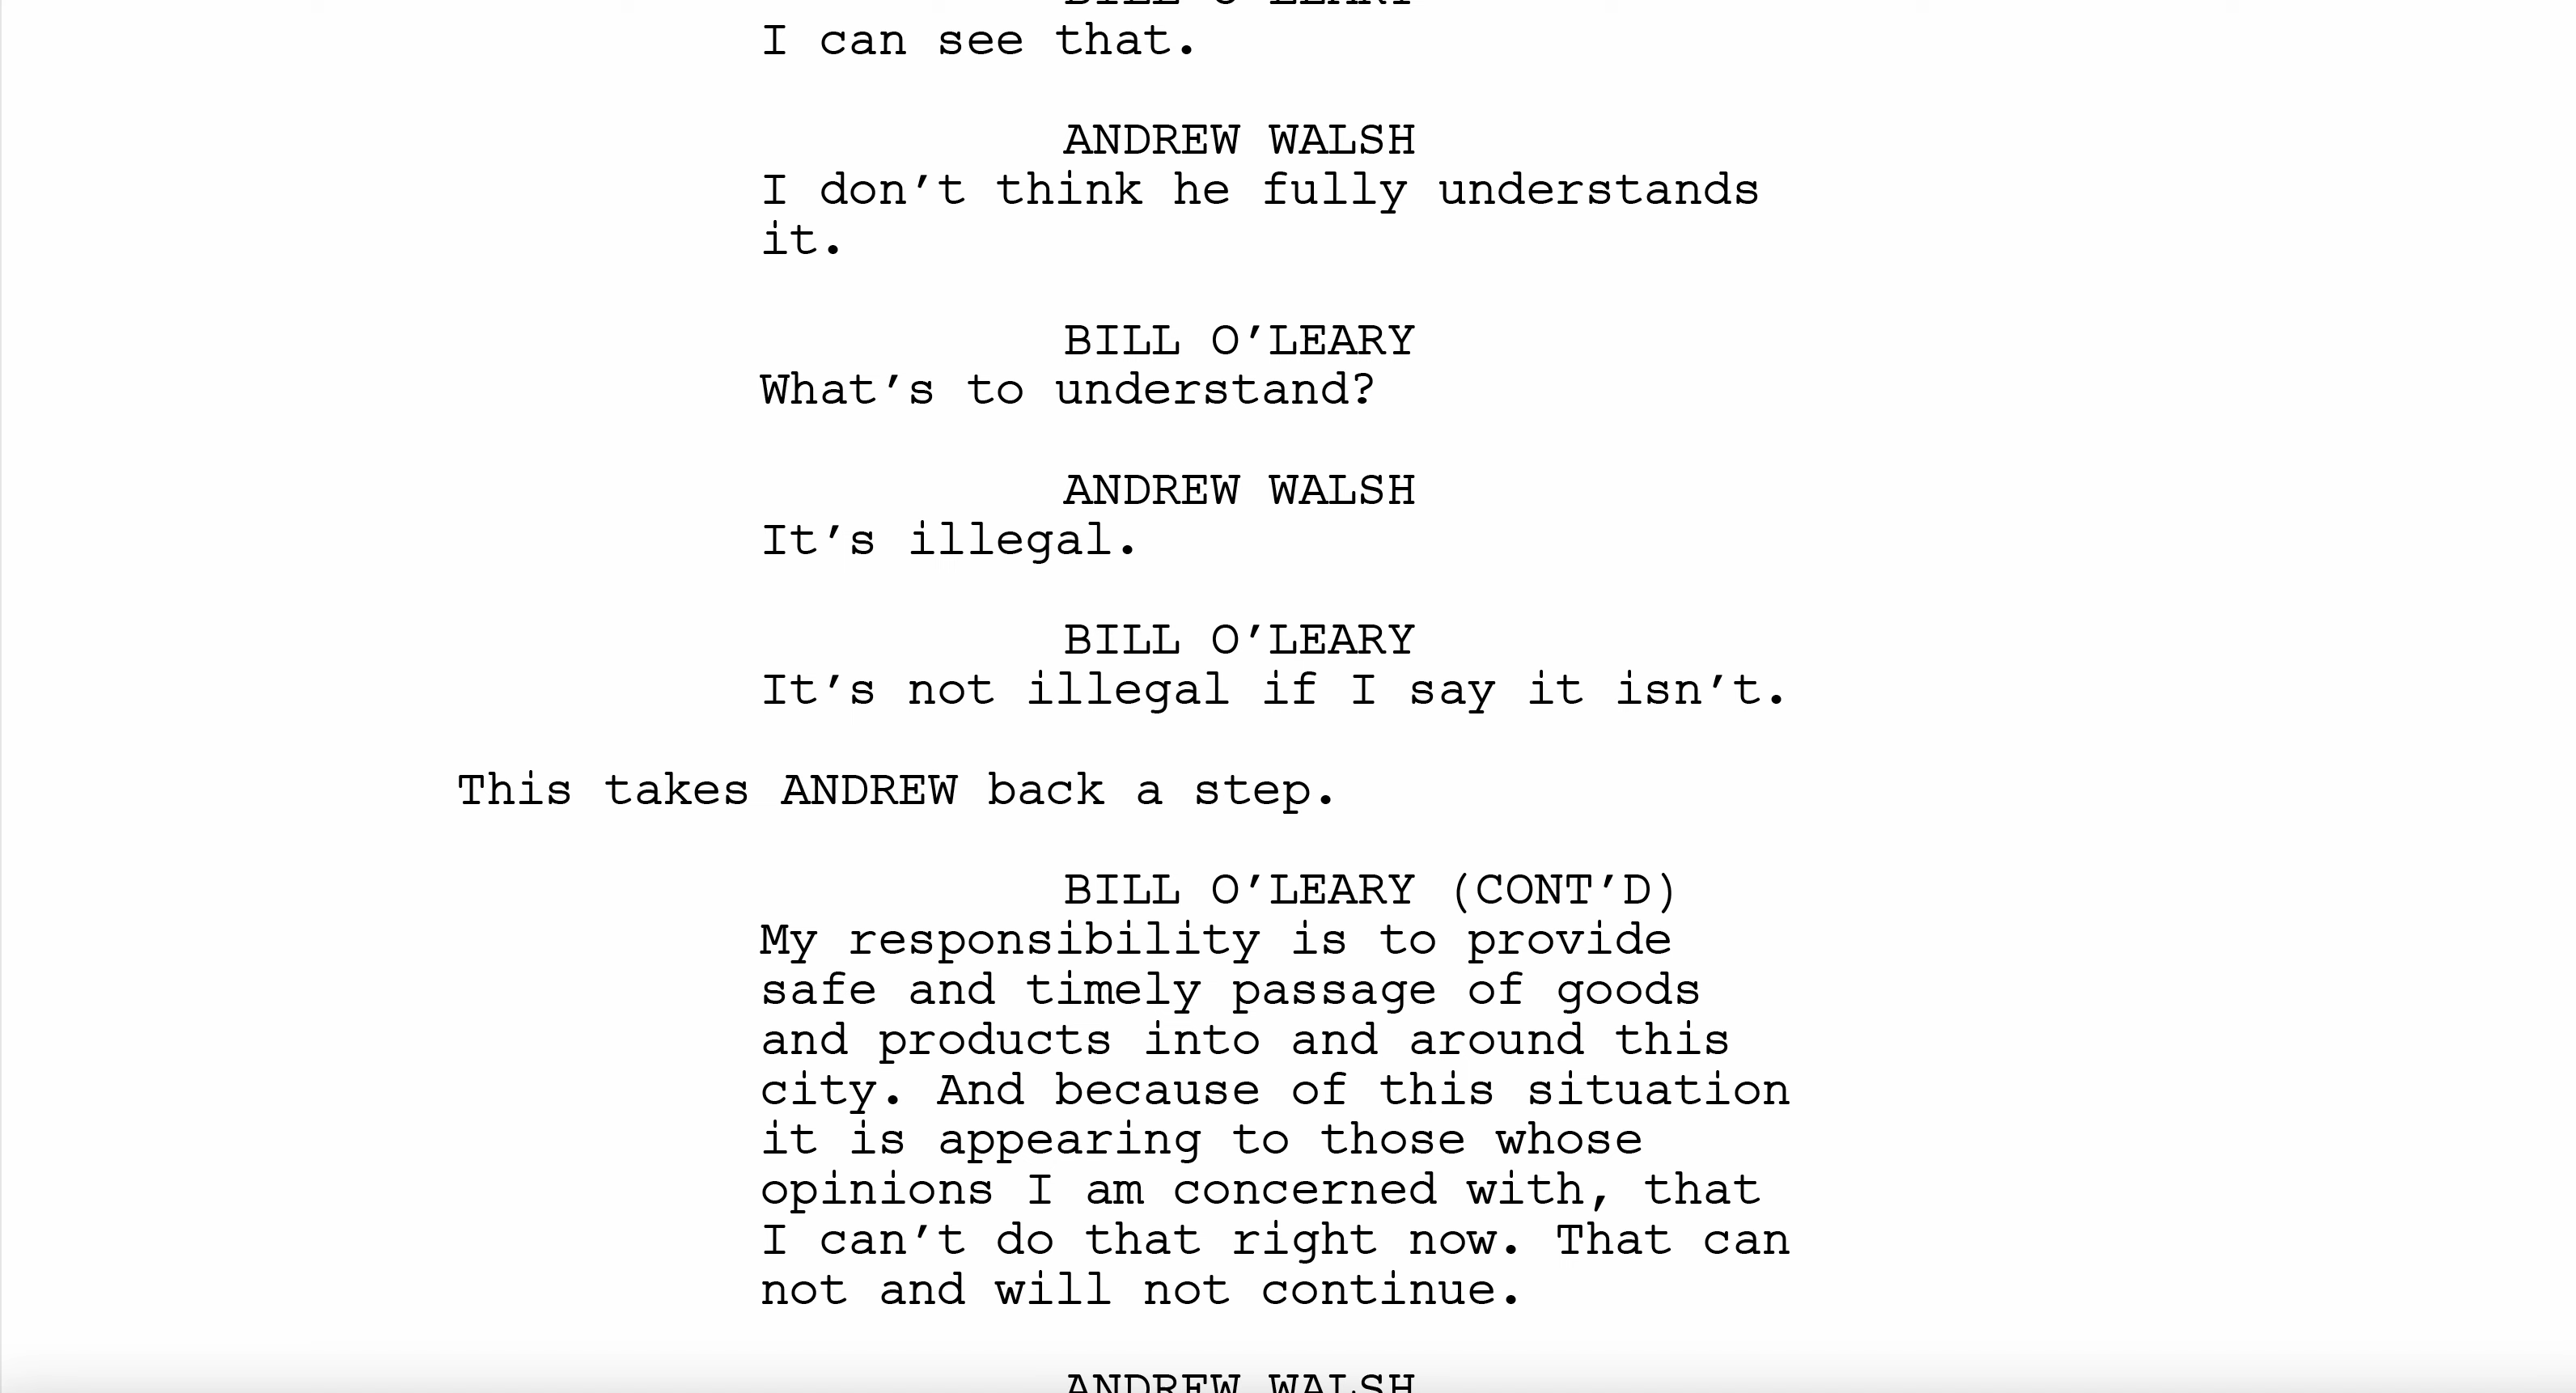 BILL O'LEARY
I can see that.
ANDREW WALSH
I don’t think he fully understands
it.
BILL O’LEARY
What’s to understand?
ANDREW WALSH
It’s illegal.
BILL O’LEARY
It’s not illegal if I say it isn’t.
This takes ANDREW back a step.
BILL O’LEARY (CONT’D)
My responsibility is to provide
safe and timely passage of goods
and products into and around this
city. And because of this situation
it is appearing to those whose
opinions I am concerned with, that
I can’t do that right now. That can
not and will not continue.
ANDREW WALSH